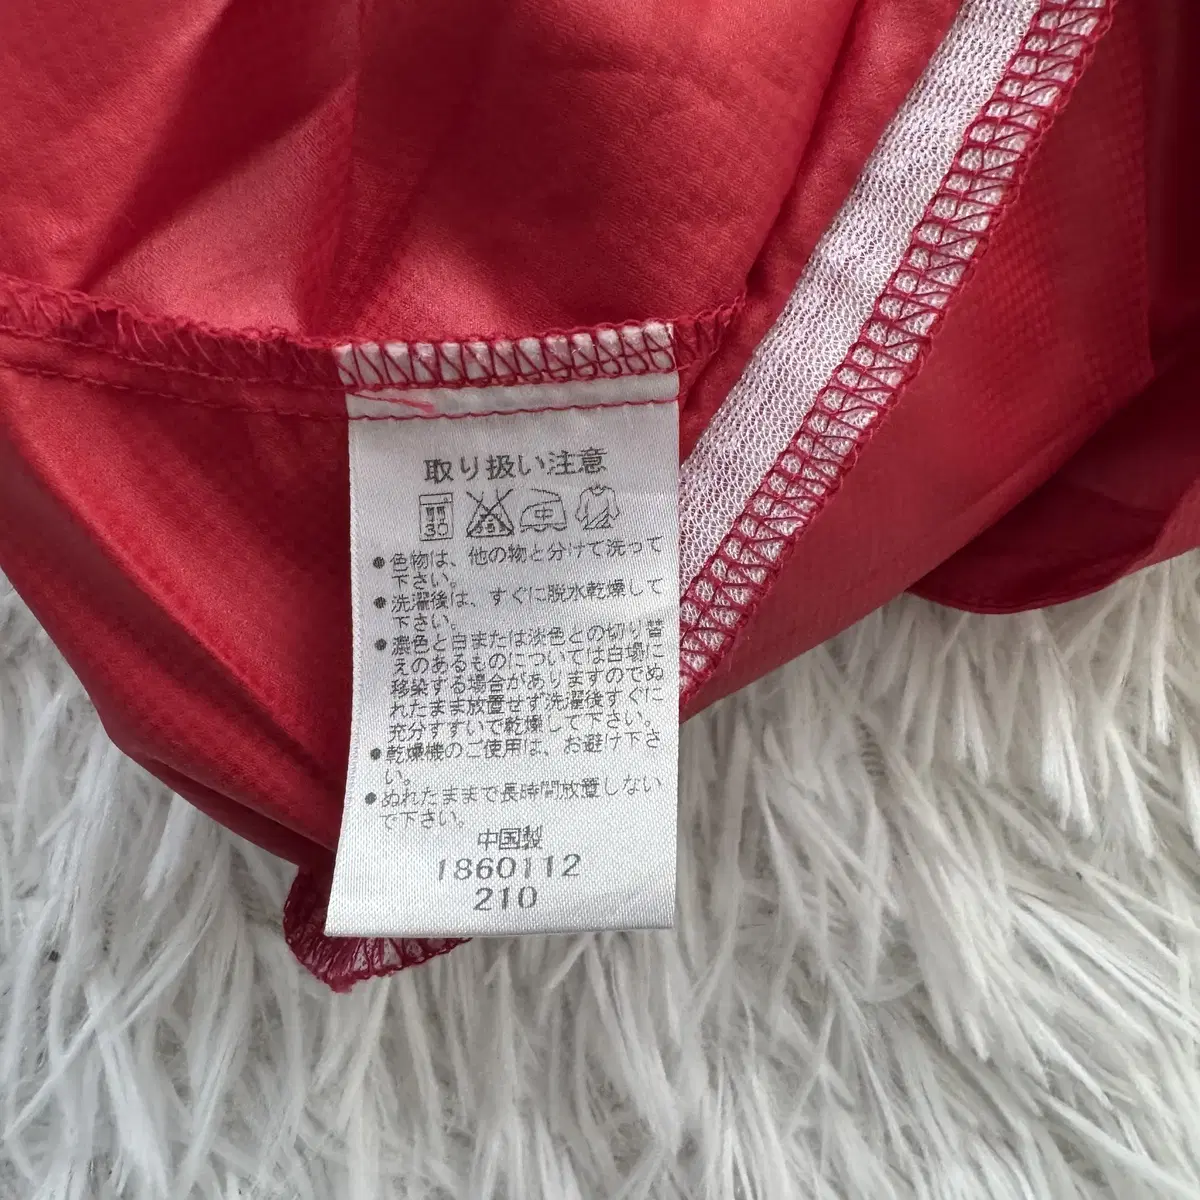 取り扱い注意
30
中
●色物は、他の物と分けて洗って
下さい。
●洗濯後は、すぐに脱水乾燥して
下さい。
●濃色と白または淡色との切り替
えのあるものについては白場に
移染する場合がありますのでぬ
れたまま放置せず洗濯後すぐに
充分すすいで乾燥して下さい。
●乾燥機のご使用は、お避け下さ
い。
●ぬれたままで長時間放置しない
で下さい。
中国製
1860112
210